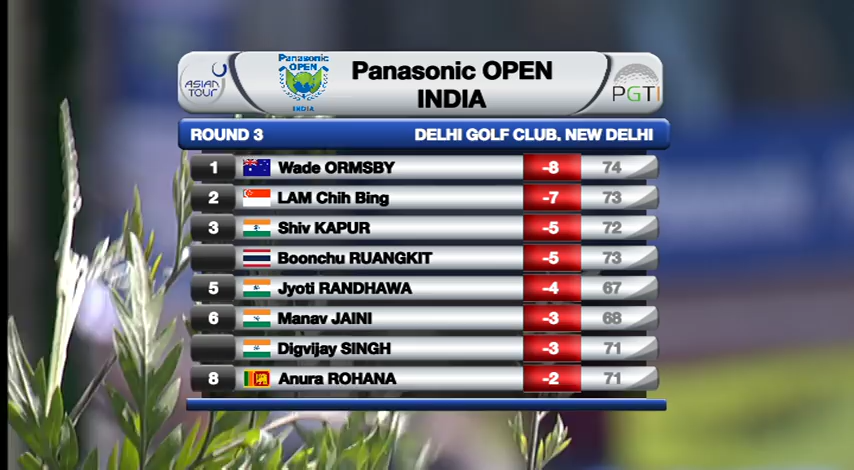 ASIAN TOUR
Panasonic
OPEN
INDIA
Panasonic OPEN
INDIA
PGTI
ROUND 3 DELHI GOLF CLUB. NEW DELHI
1 Wade ORMSBY -8 74
2 LAM Chih Bing -7 73
3 Shiv KAPUR -5 72
Boonchu RUANGKIT -5 73
5 Jyoti RANDHAWA -4 67
6 Manav JAINI -3 68
Digvijay SINGH -3 71
8 Anura ROHANA -2 71